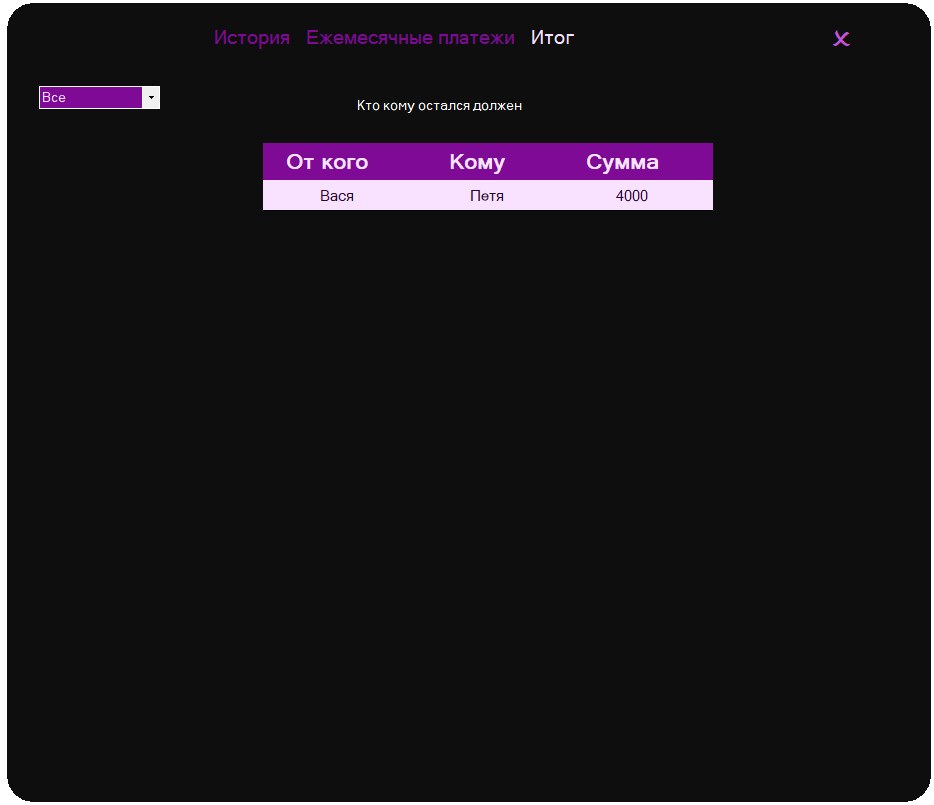 История Ежемесячные платежи Итог
Все
Кто кому остался должен
От кого Кому Сумма
Вася Петя 4000